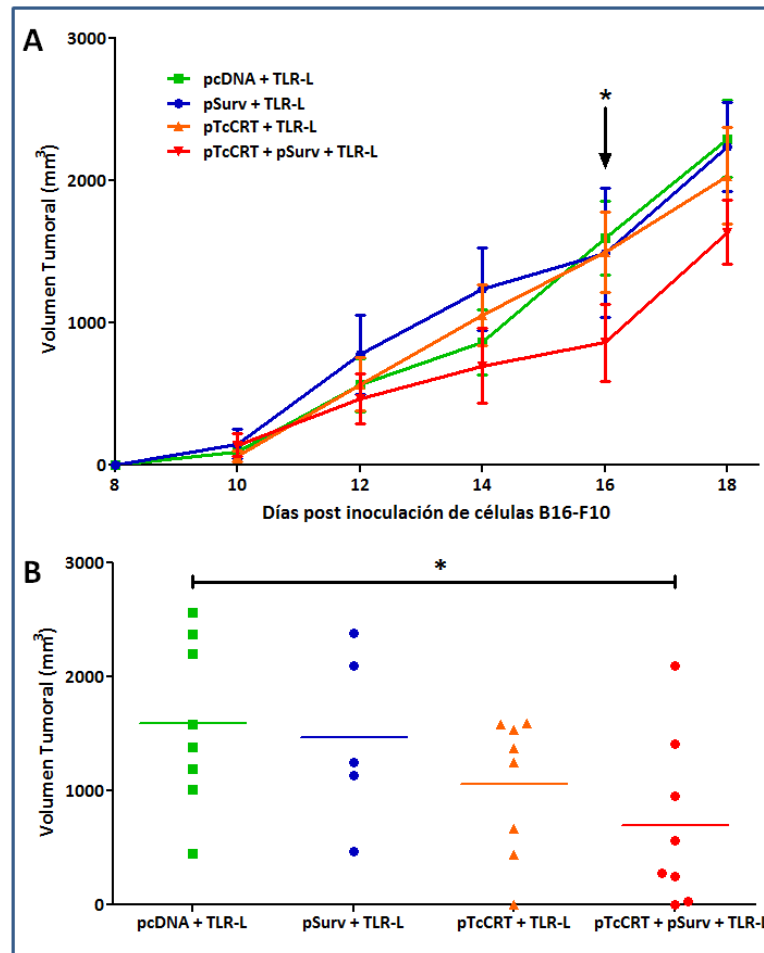 A
3000
pcDNA + TLR-L
pSurv + TLR-L
pTcCRT + TLR-L
pTcCRT + pSurv + TLR-L
*
2000
1000
0
Volumen Tumoral (mm³)
8 10 12 14 16 18
Días post inoculación de células B16-F10
B
3000
*
2000
1000
0
Volumen Tumoral (mm³)
pcDNA + TLR-L pSurv + TLR-L pTcCRT + TLR-L pTcCRT + pSurv + TLR-L